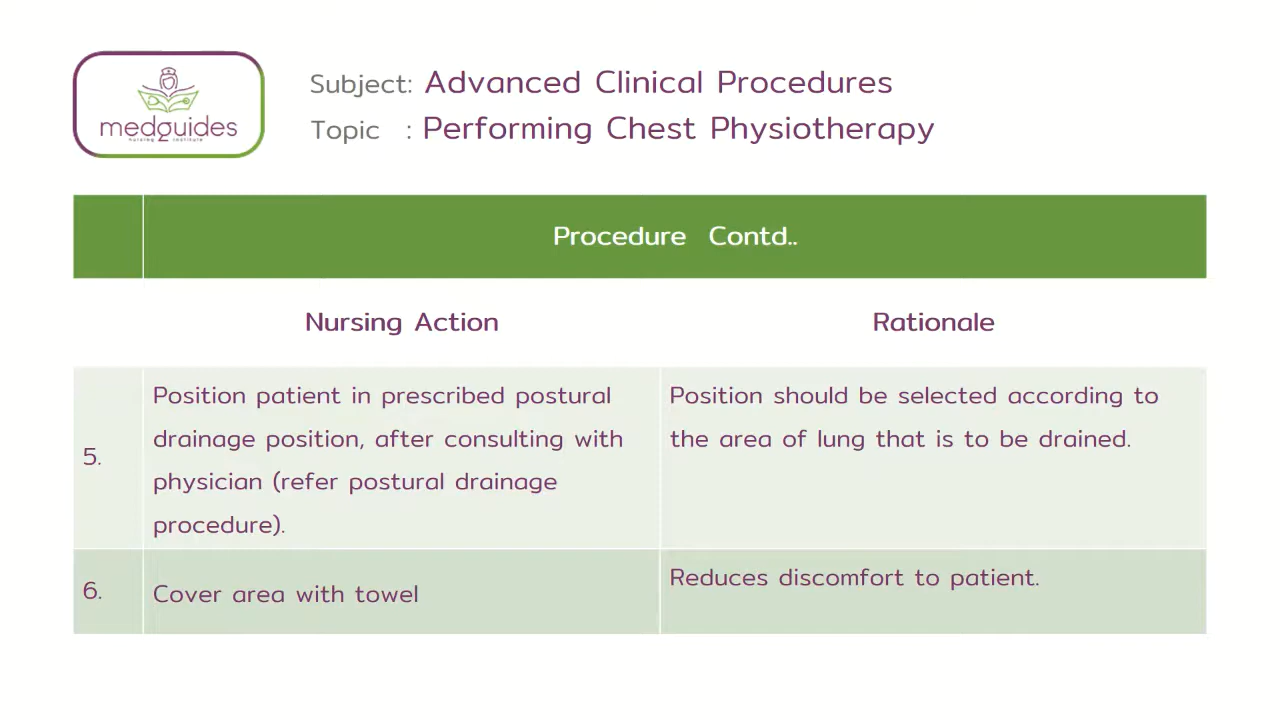 medguides
nursing institute
Subject: Advanced Clinical Procedures
Topic : Performing Chest Physiotherapy
Procedure Contd..
Nursing Action
Rationale
5.
Position patient in prescribed postural
drainage position, after consulting with
physician (refer postural drainage
procedure).
Position should be selected according to
the area of lung that is to be drained.
6.
Cover area with towel
Reduces discomfort to patient.